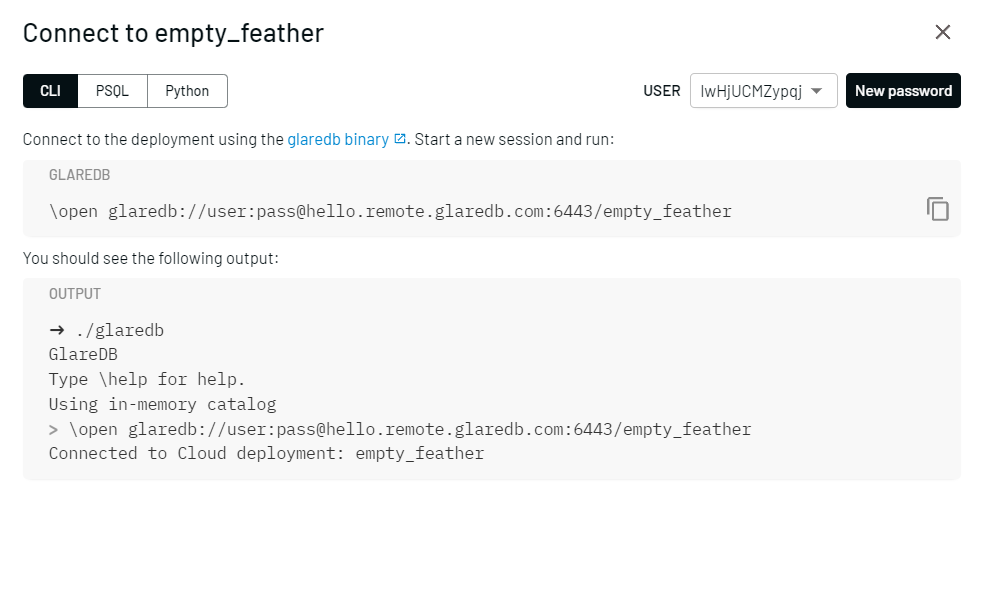 Connect to empty_feather
CLI PSQL Python USER lwHjUCMZypqj New password
Connect to the deployment using the glaredb binary. Start a new session and run:
GLAREDB
\open glaredb://user:pass@hello.remote.glaredb.com:6443/empty_feather
You should see the following output:
OUTPUT
➜ ./glaredb
GlareDB
Type \help for help.
Using in-memory catalog
> \open glaredb://user:pass@hello.remote.glaredb.com:6443/empty_feather
Connected to Cloud deployment: empty_feather